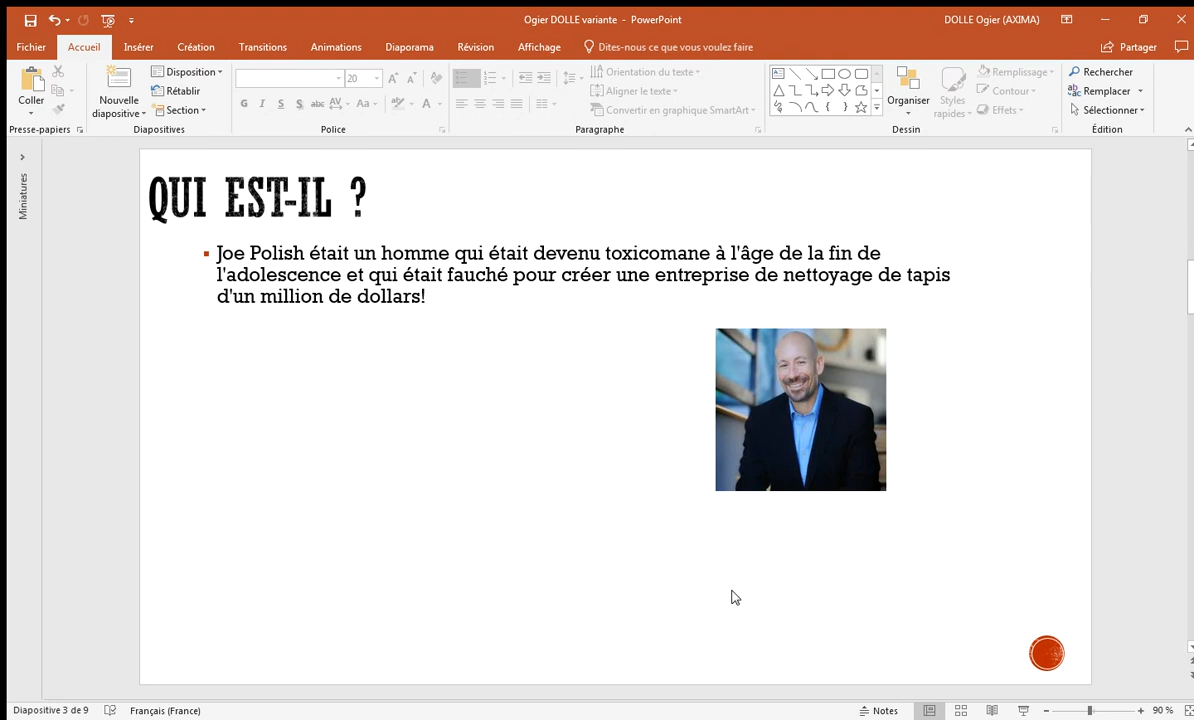 Ogier DOLLE variante - PowerPoint
DOLLE Ogier (AXIMA)
Fichier
Accueil
Insérer
Création
Transitions
Animations
Diaporama
Révision
Affichage
Dites-nous ce que vous voulez faire
Partager
Coller
Presse-papiers
Nouvelle
diapositive
Disposition
Rétablir
Section
Diapositives
20
G I S S abc AV Aa A
Police
Orientation du texte
Aligner le texte
Convertir en graphique SmartArt
Paragraphe
Organiser
Styles
rapides
Remplissage
Contour
Effets
Dessin
Rechercher
Remplacer
Sélectionner
Édition
Miniatures
QUI EST-IL ?
Joe Polish était un homme qui était devenu toxicomane à l'âge de la fin de
l'adolescence et qui était fauché pour créer une entreprise de nettoyage de tapis
d'un million de dollars!
Diapositive 3 de 9
Français (France)
Notes
90 %